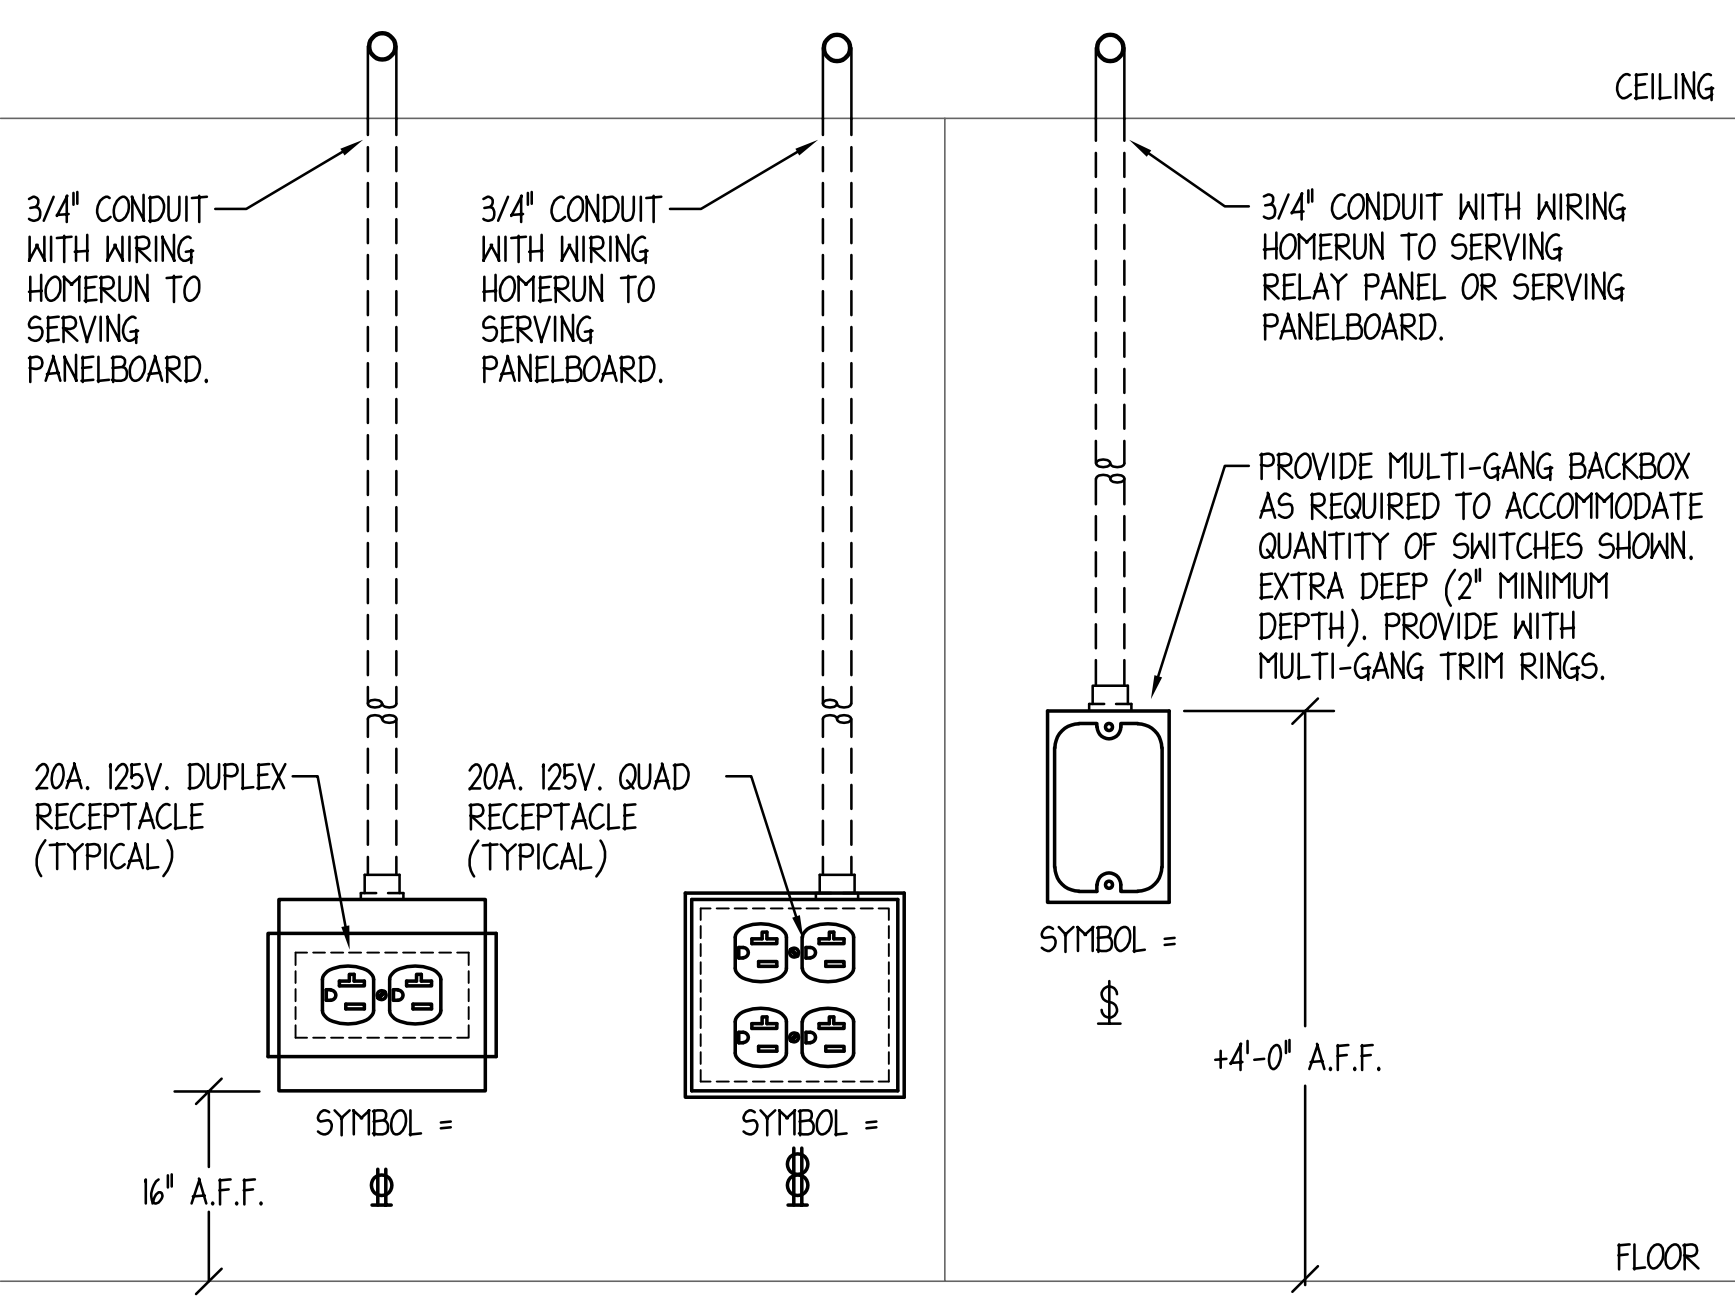 CEILING
3/4" CONDUIT
WITH WIRING
HOMERUN TO
SERVING
PANELBOARD.
3/4" CONDUIT
WITH WIRING
HOMERUN TO
SERVING
PANELBOARD.
3/4" CONDUIT WITH WIRING
HOMERUN TO SERVING
RELAY PANEL OR SERVING
PANELBOARD.
PROVIDE MULTI-GANG BACKBOX
AS REQUIRED TO ACCOMMODATE
QUANTITY OF SWITCHES SHOWN.
EXTRA DEEP (2" MINIMUM
DEPTH). PROVIDE WITH
MULTI-GANG TRIM RINGS.
20A. 125V. DUPLEX
RECEPTACLE
(TYPICAL)
20A. 125V. QUAD
RECEPTACLE
(TYPICAL)
SYMBOL =
$
+4'-0" A.F.F.
SYMBOL =
SYMBOL =
16" A.F.F.
FLOOR